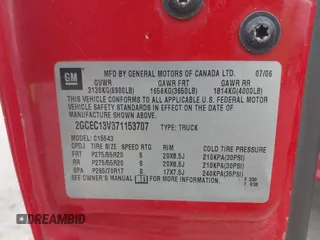 GM
MFD BY GENERAL MOTORS OF CANADA LTD. 07/06
GVWR GAWR FRT GAWR RR
3130KG(6900LB) 1656KG(3650LB) 1814KG(4000LB)
THIS VEHICLE CONFORMS TO ALL APPLICABLE
U.S. FEDERAL MOTOR VEHICLE SAFETY
STANDARDS IN EFFECT ON THE DATE OF
MANUFACTURE SHOWN ABOVE.
2GCEC13V371153707 TYPE: TRUCK
MODEL: C15543
TIRE SIZE SPEED RTG RIM COLD TIRE PRESSURE
FRT P275/55R20 S 20X8.5J 210KPA(30PSI)
RR P275/55R20 S 20X8.5J 210KPA(30PSI)
SPA P265/70R17 S 17X7.5J 240KPA(35PSI)
SEE OWNER'S MANUAL FOR ADDITIONAL INFORMATION.
AUTOBIDMASTER